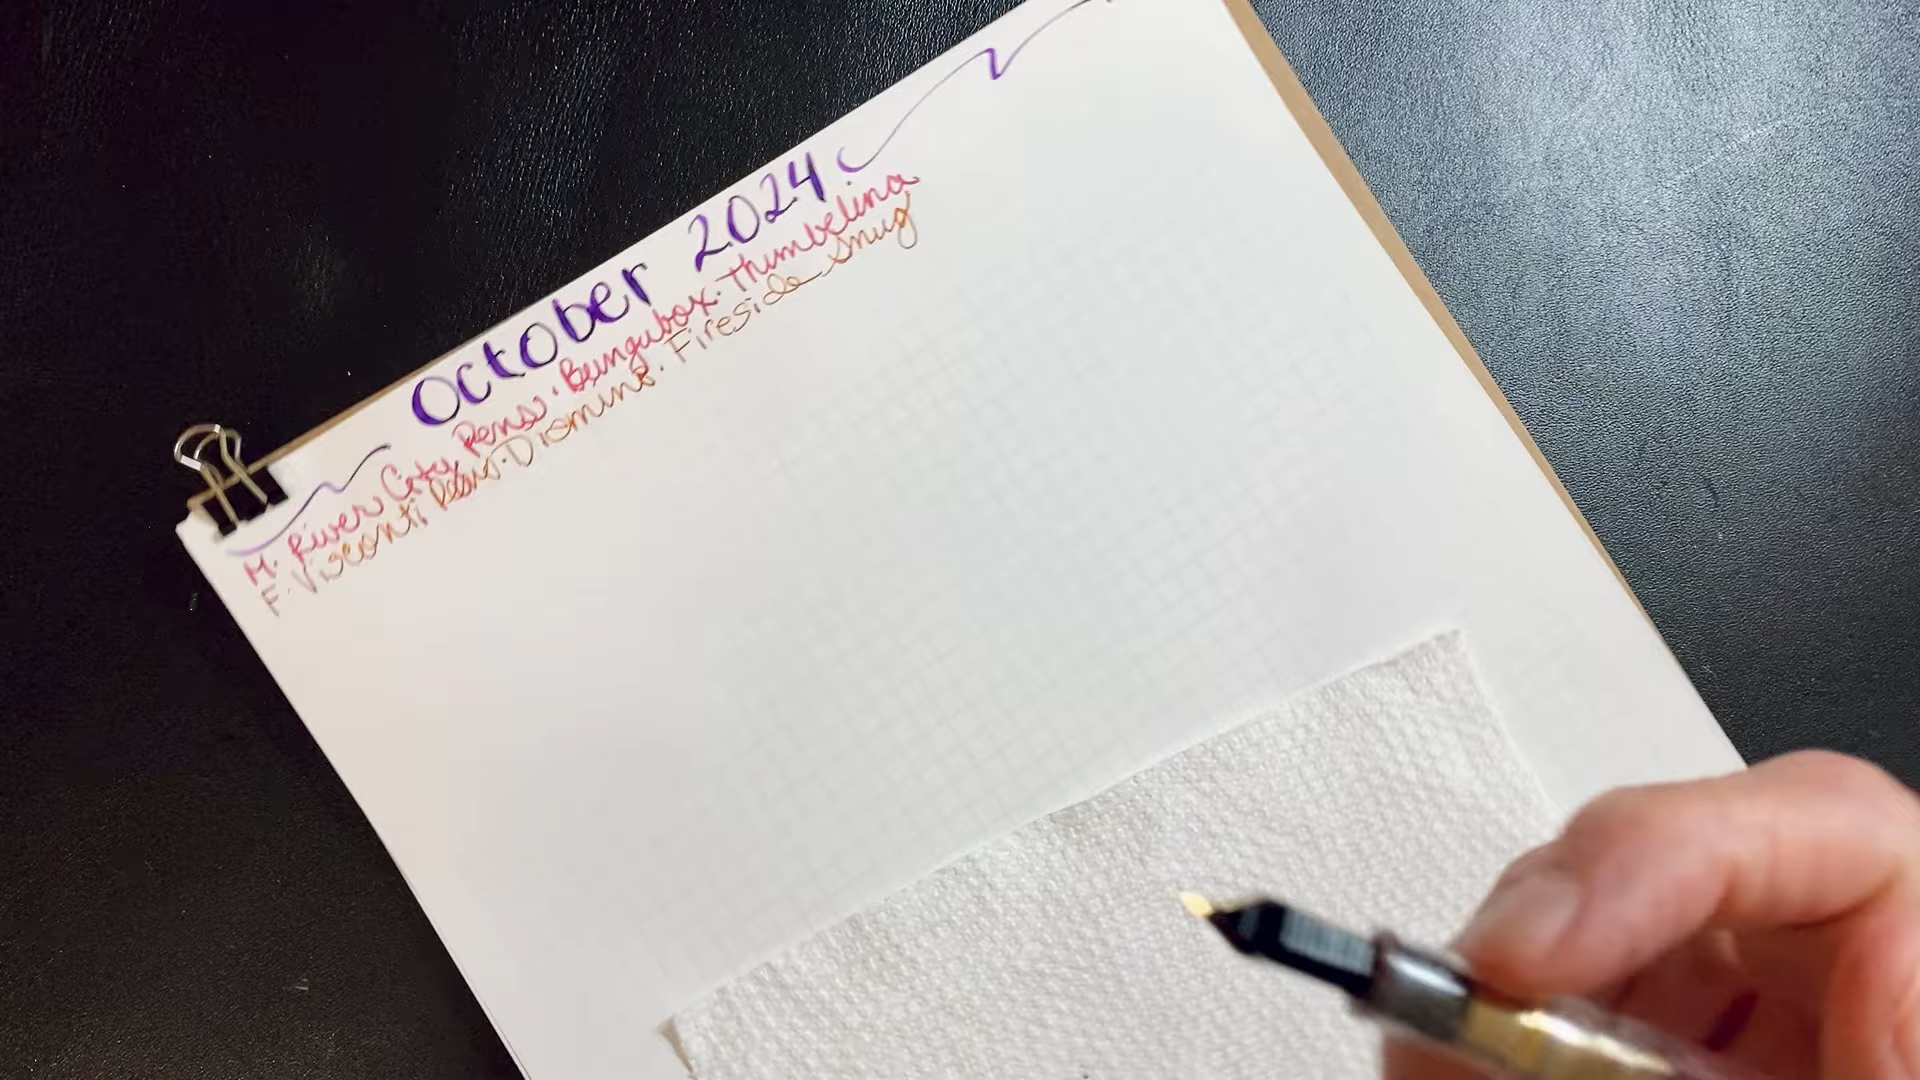 October 2024
M. River City Pens. Bungubox. Thumbelina
F. Visconti Diamine. Fireside Snug